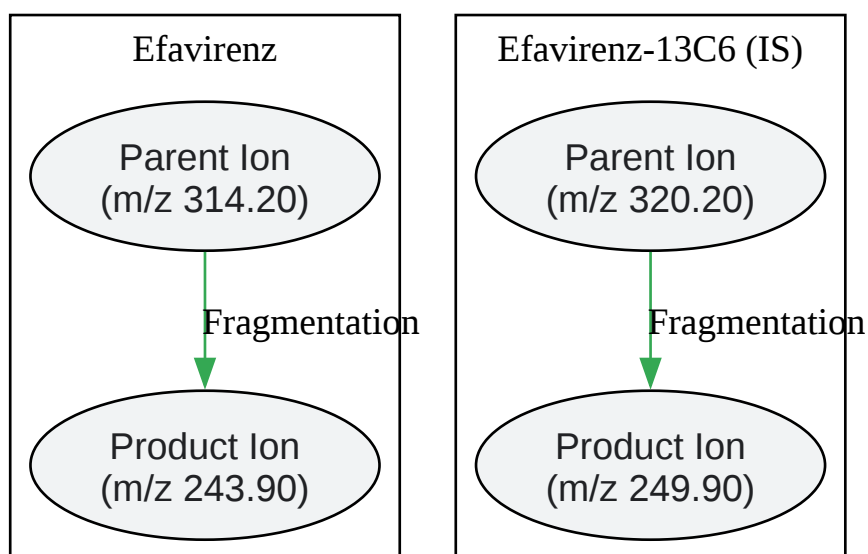 Efavirenz
Parent Ion
(m/z 314.20)
Fragmentation
Product Ion
(m/z 243.90)
Efavirenz-13C6 (IS)
Parent Ion
(m/z 320.20)
Fragmentation
Product Ion
(m/z 249.90)